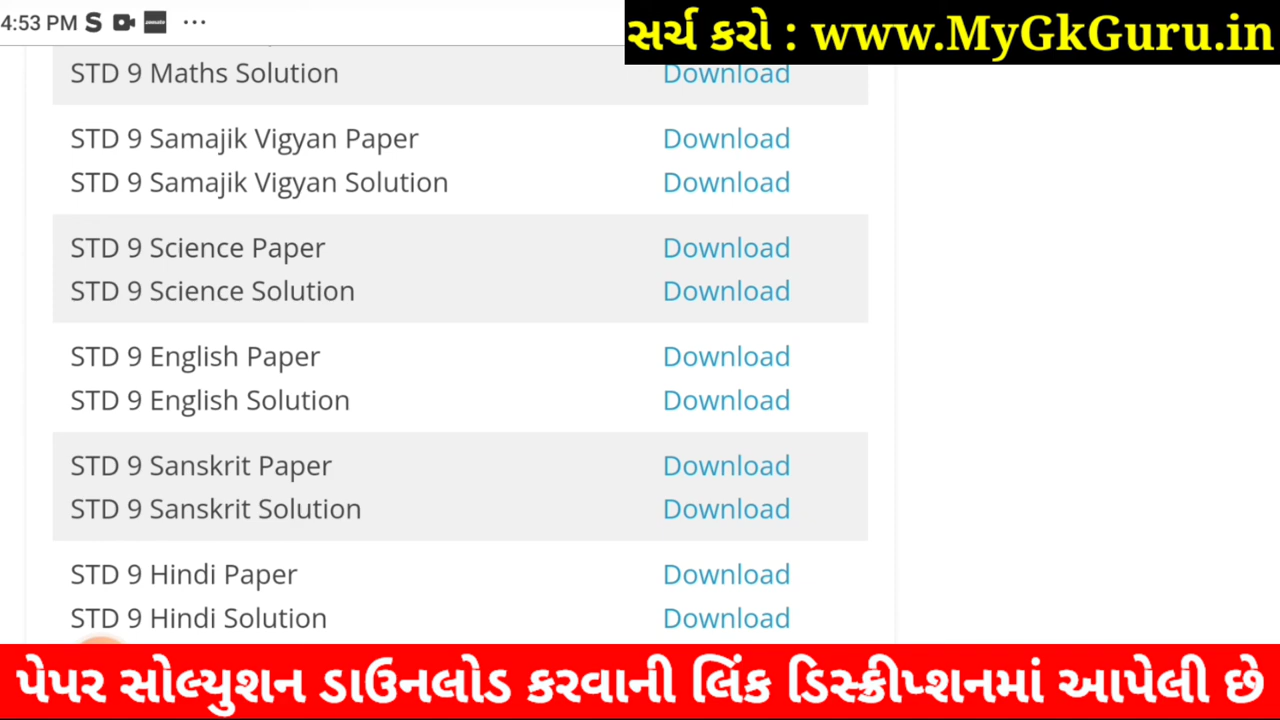 4:53 PM S
સર્ચ કરો : www.MyGkGuru.in
STD 9 Maths Solution Download
STD 9 Samajik Vigyan Paper Download
STD 9 Samajik Vigyan Solution Download
STD 9 Science Paper Download
STD 9 Science Solution Download
STD 9 English Paper Download
STD 9 English Solution Download
STD 9 Sanskrit Paper Download
STD 9 Sanskrit Solution Download
STD 9 Hindi Paper Download
STD 9 Hindi Solution Download
પેપર સોલ્યુશન ડાઉનલોડ કરવાની લિંક ડિસ્ક્રીપ્શનમાં આપેલી છે